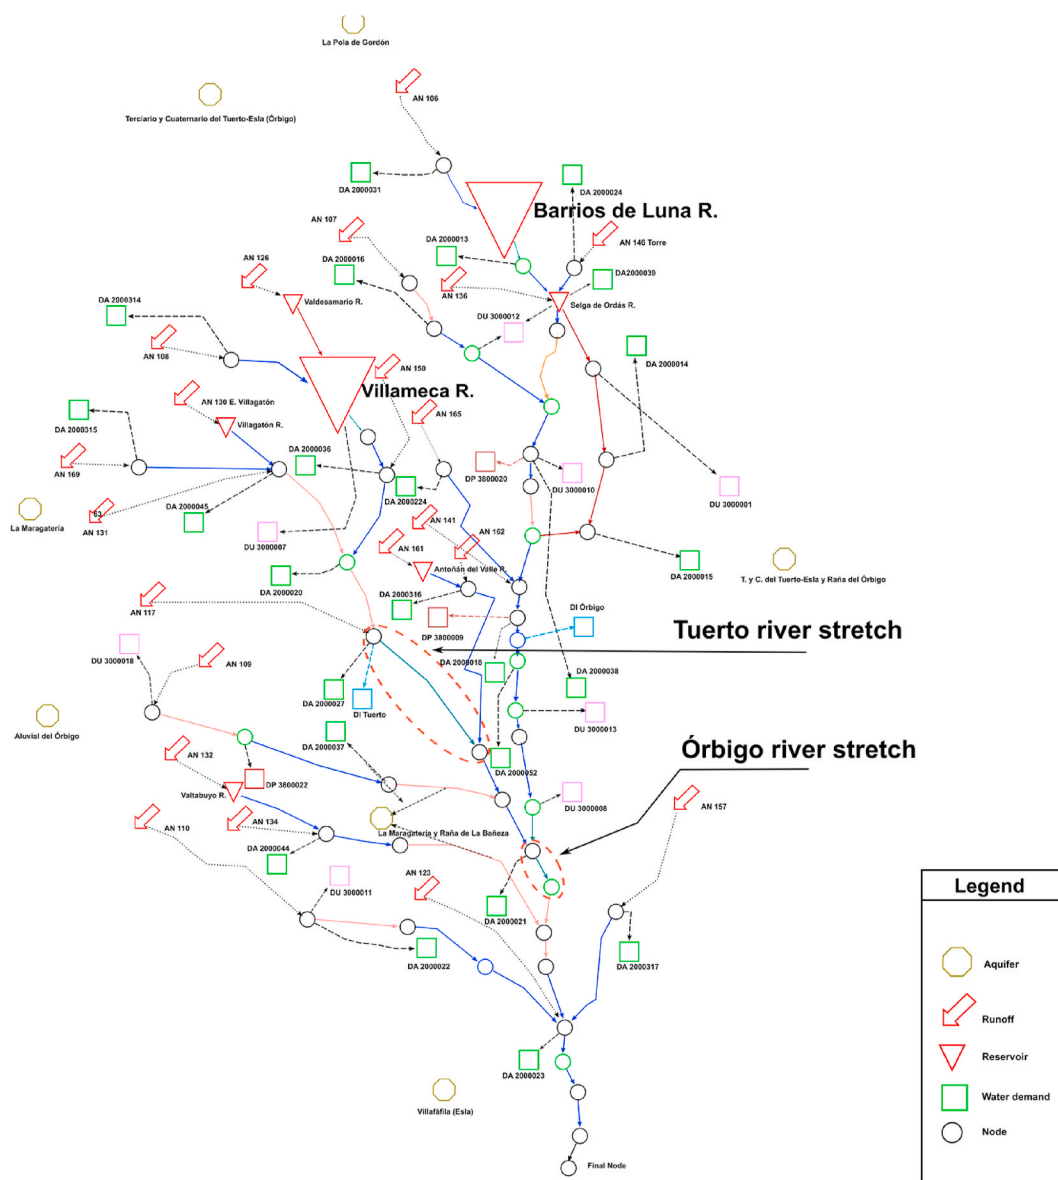 La Pola de Gordón
AN 106
Terciario y Cuaternario del Tuerto-Esla (Órbigo)
DA 2000031
DA 2000024
Barrios de Luna R.
AN 107
DA 2000013
AN 146 Torre
AN 126
DA 2000016
DA2000039
AN 136
DA 2000314
Valdesamario R.
Selga de Ordás R.
DU 3000012
AN 108
AN 150
DA 2000014
Villameca R.
AN 130 E. Villagatón
AN 165
DA 2000315
Villagatón R.
DA 2000036
AN 169
DP 3800020
DU 3000010
DA 2000224
DU 3000001
DA 2000045
63
La Maragatería
AN 131
AN 141
AN 162
DU 3000007
AN 161
Antoñán del Valle R.
DA 2000015
T. y C. del Tuerto-Esla y Raña del Órbigo
DA 2000020
DA 2000316
AN 117
DI Órbigo
DP 3800009
Tuerto river stretch
DU 3000018
AN 109
DA 2000018
DA 2000038
DA 2000027
DI Tuerto
DU 3000013
Aluvial del Órbigo
DA 2000037
AN 132
Órbigo river stretch
DA 2000052
DP 3800022
Valtabuyo R.
DU 3000008
AN 157
AN 110
AN 134
La Maragatería y Raña de La Bañeza
DA 2000044
AN 123
DU 3000011
DA 2000021
DA 2000022
DA 2000317
DA 2000023
Villafáfila (Esla)
Final Node
Legend
Aquifer
Runoff
Reservoir
Water demand
Node